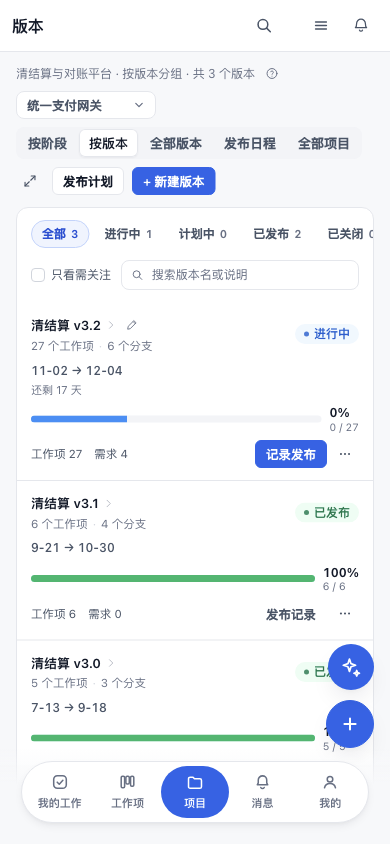 版本
清结算与对账平台 · 按版本分组 · 共 3 个版本
统一支付网关
按阶段 按版本 全部版本 发布日程 全部项目
发布计划 + 新建版本
全部 3 进行中 1 计划中 0 已发布 2 已关闭
只看需关注 搜索版本名或说明
清结算 v3.2 进行中
27 个工作项 · 6 个分支
11-02 → 12-04
还剩 17 天
0%
0 / 27
工作项 27 需求 4 记录发布 ···
清结算 v3.1 已发布
6 个工作项 · 4 个分支
9-21 → 10-30
100%
6 / 6
工作项 6 需求 0 发布记录 ···
清结算 v3.0
5 个工作项 · 3 个分支
7-13 → 9-18
5 / 5
我的工作 工作项 项目 消息 我的